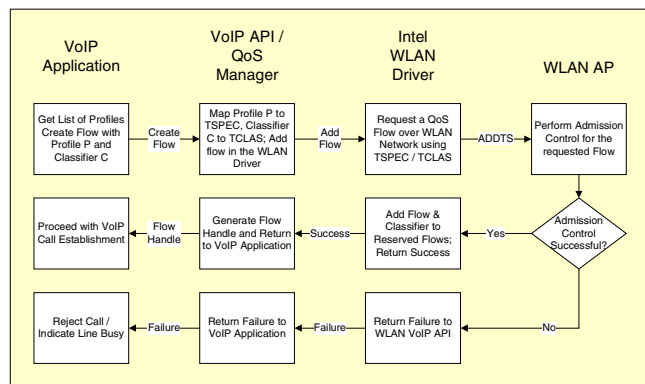 VoIP
Application
VoIP API /
QoS
Manager
Intel
WLAN
Driver
WLAN AP
Get List of Profiles
Create Flow with
Profile P and
Classifier C
Create
Flow
Map Profile P to
TSPEC, Classifier
C to TCLAS; Add
flow in the WLAN
Driver
Add
Flow
Request a QoS
Flow over WLAN
Network using
TSPEC / TCLAS
ADDTS
Perform Admission
Control for the
requested Flow
Proceed with VoIP
Call Establishment
Flow
Handle
Generate Flow
Handle and Return
to VoIP Application
Success
Add Flow &
Classifier to
Reserved Flows;
Return Success
Yes
Admission
Control
Successful?
Reject Call /
Indicate Line Busy
Failure
Return Failure to
VoIP Application
Failure
Return Failure to
WLAN VoIP API
No